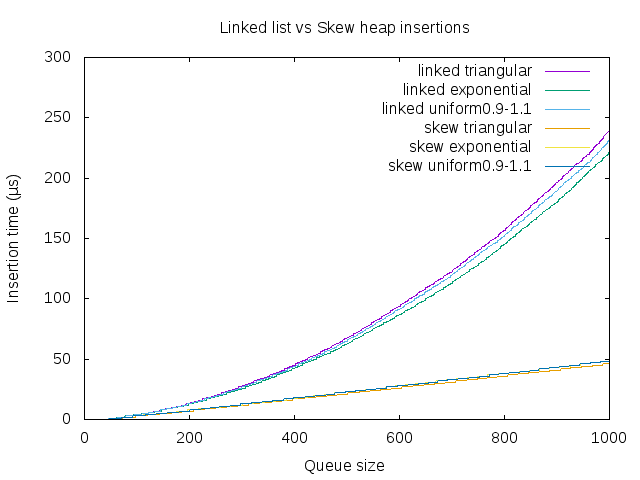 Linked list vs Skew heap insertions
300
250
200
150
100
50
0
Insertion time (µs)
linked triangular
linked exponential
linked uniform0.9-1.1
skew triangular
skew exponential
skew uniform0.9-1.1
0 200 400 600 800 1000
Queue size